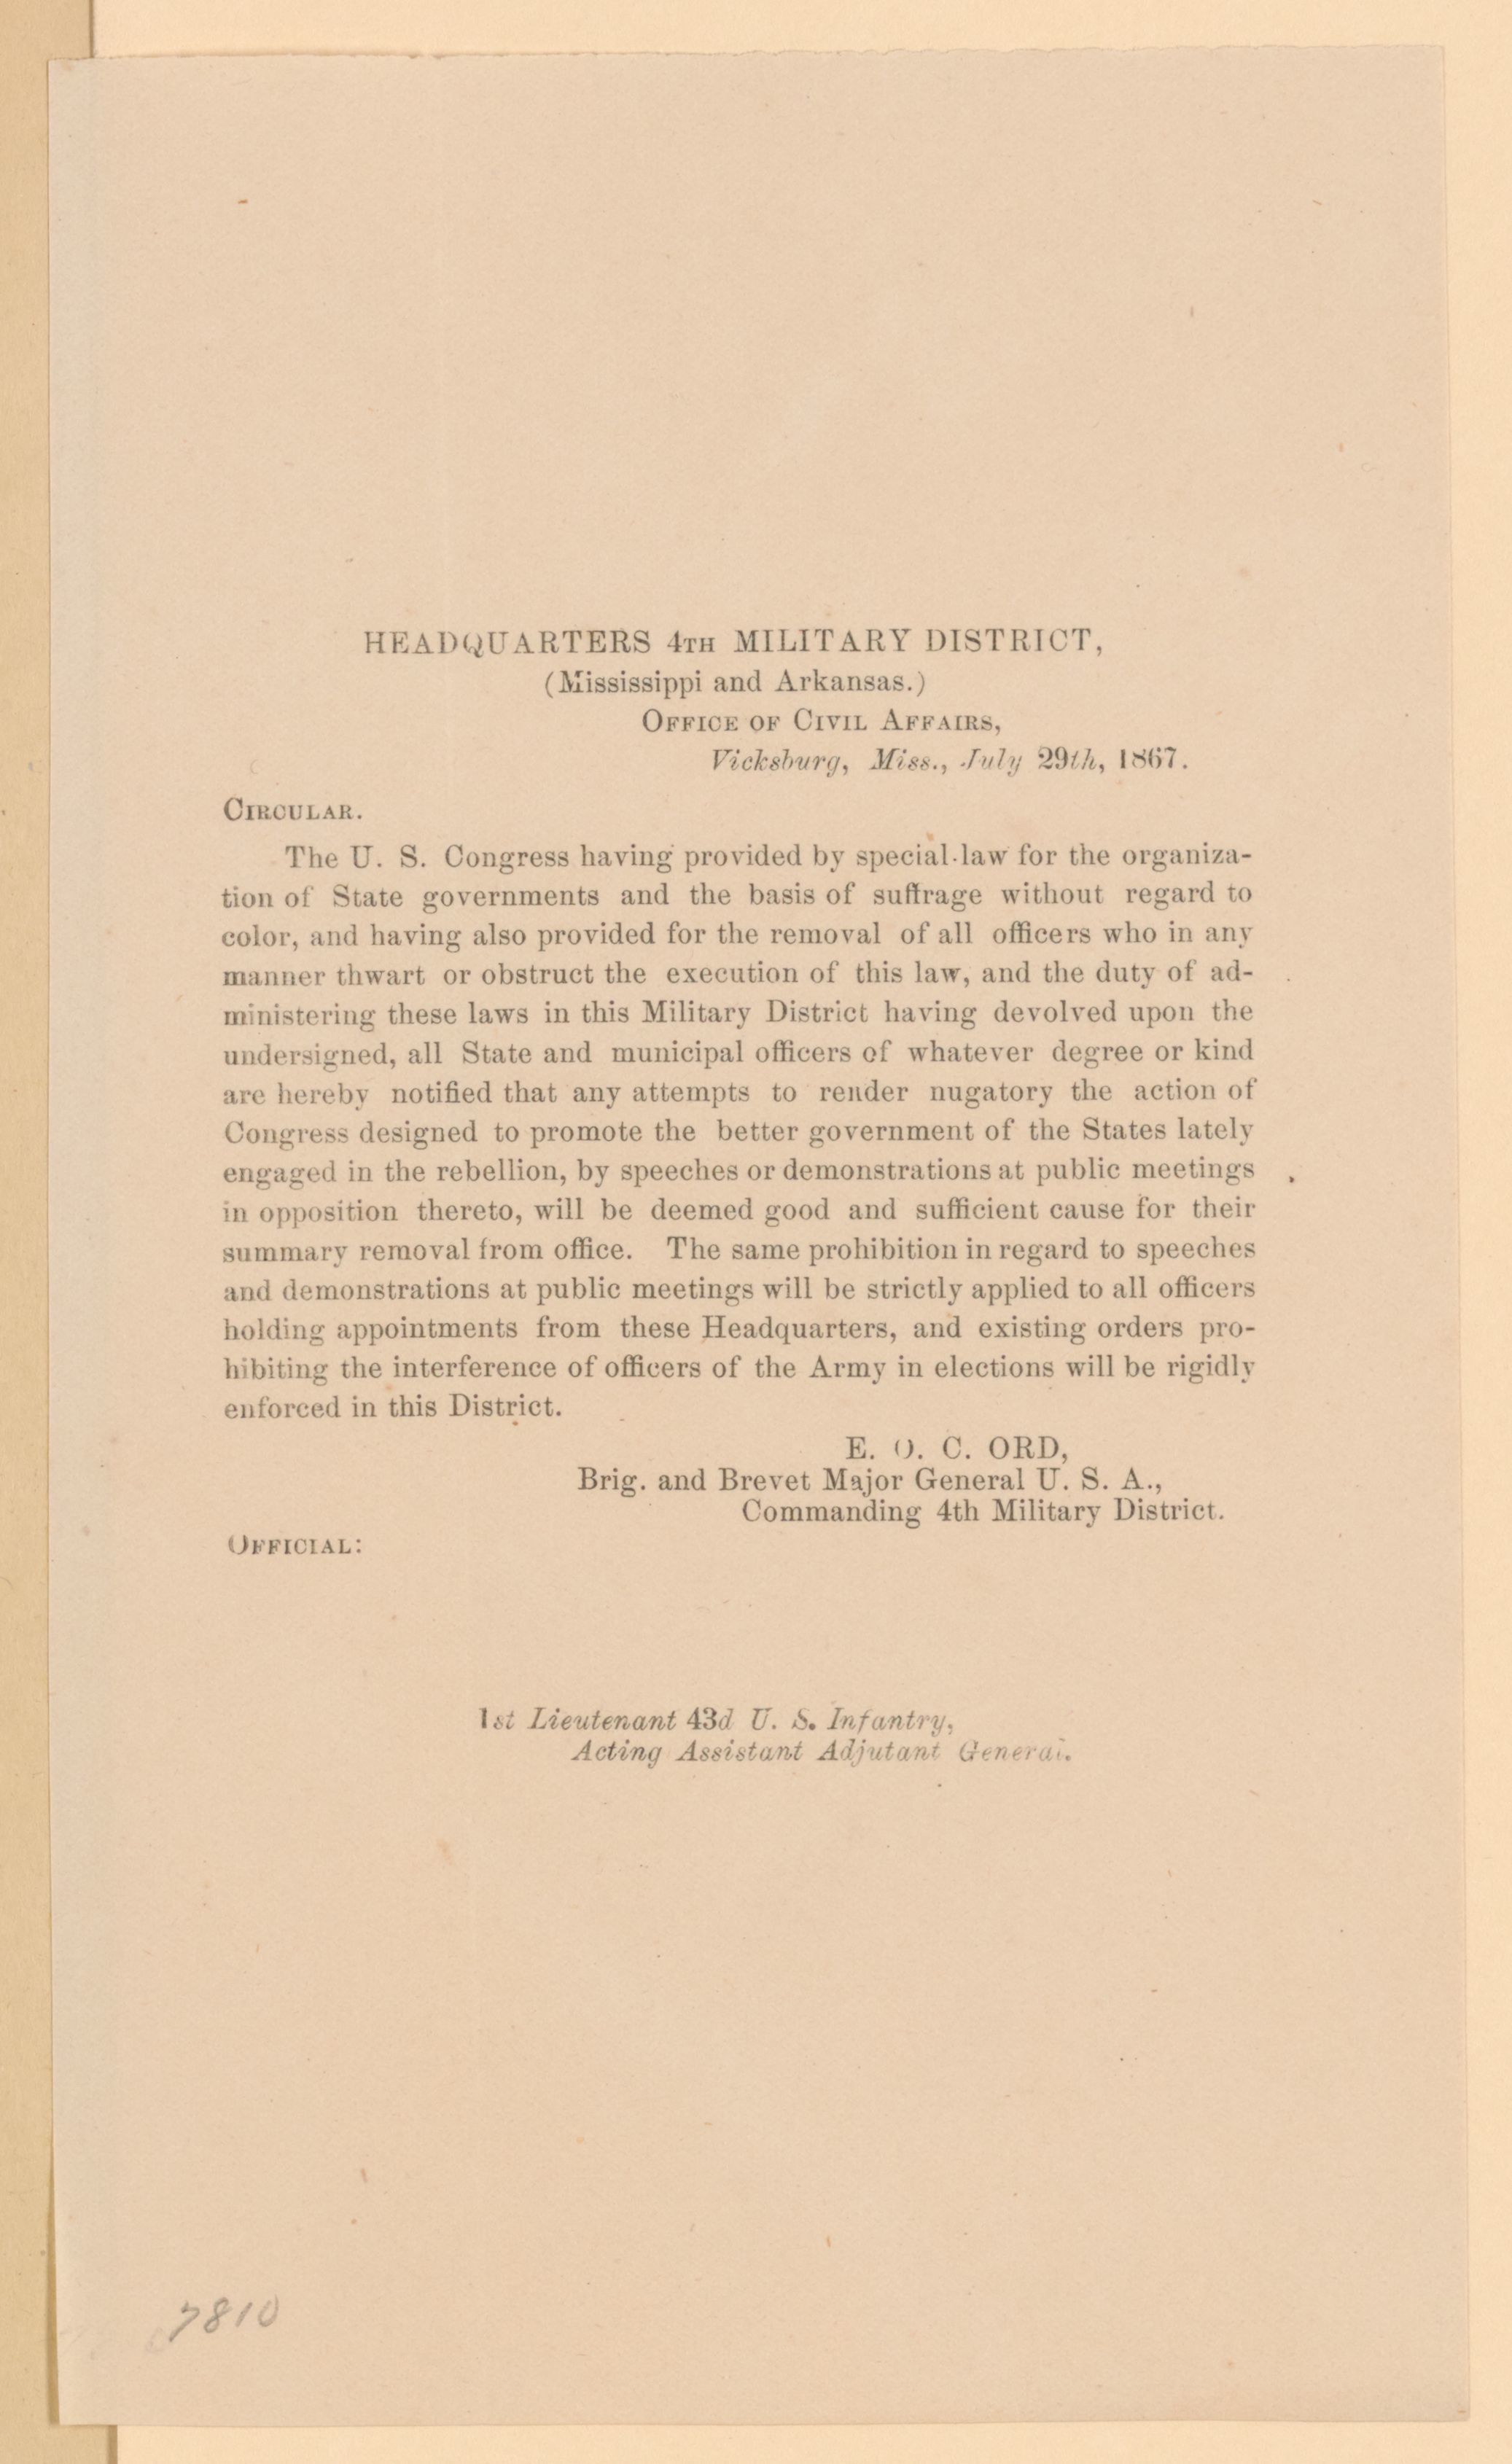 HEADQUARTERS 4TH MILITARY DISTRICT,
(Mississippi and Arkansas.)
OFFICE OF CIVIL AFFAIRS,
Vicksburg, Miss., July 29th, 1867.
CIRCULAR.
The U. S. Congress having provided by special law for the organiza-
tion of State governments and the basis of suffrage without regard to
color, and having also provided for the removal of all officers who in any
manner thwart or obstruct the execution of this law, and the duty of ad-
ministering these laws in this Military District having devolved upon the
undersigned, all State and municipal officers of whatever degree or kind
are hereby notified that any attempts to render nugatory the action of
Congress designed to promote the better government of the States lately
engaged in the rebellion, by speeches or demonstrations at public meetings
in opposition thereto, will be deemed good and sufficient cause for their
summary removal from office. The same prohibition in regard to speeches
and demonstrations at public meetings will be strictly applied to all officers
holding appointments from these Headquarters, and existing orders pro-
hibiting the interference of officers of the Army in elections will be rigidly
enforced in this District.
E. O. C. ORD,
Brig. and Brevet Major General U. S. A.,
Commanding 4th Military District.
OFFICIAL:
1st Lieutenant 43d U. S. Infantry,
Acting Assistant Adjutant General.
7810